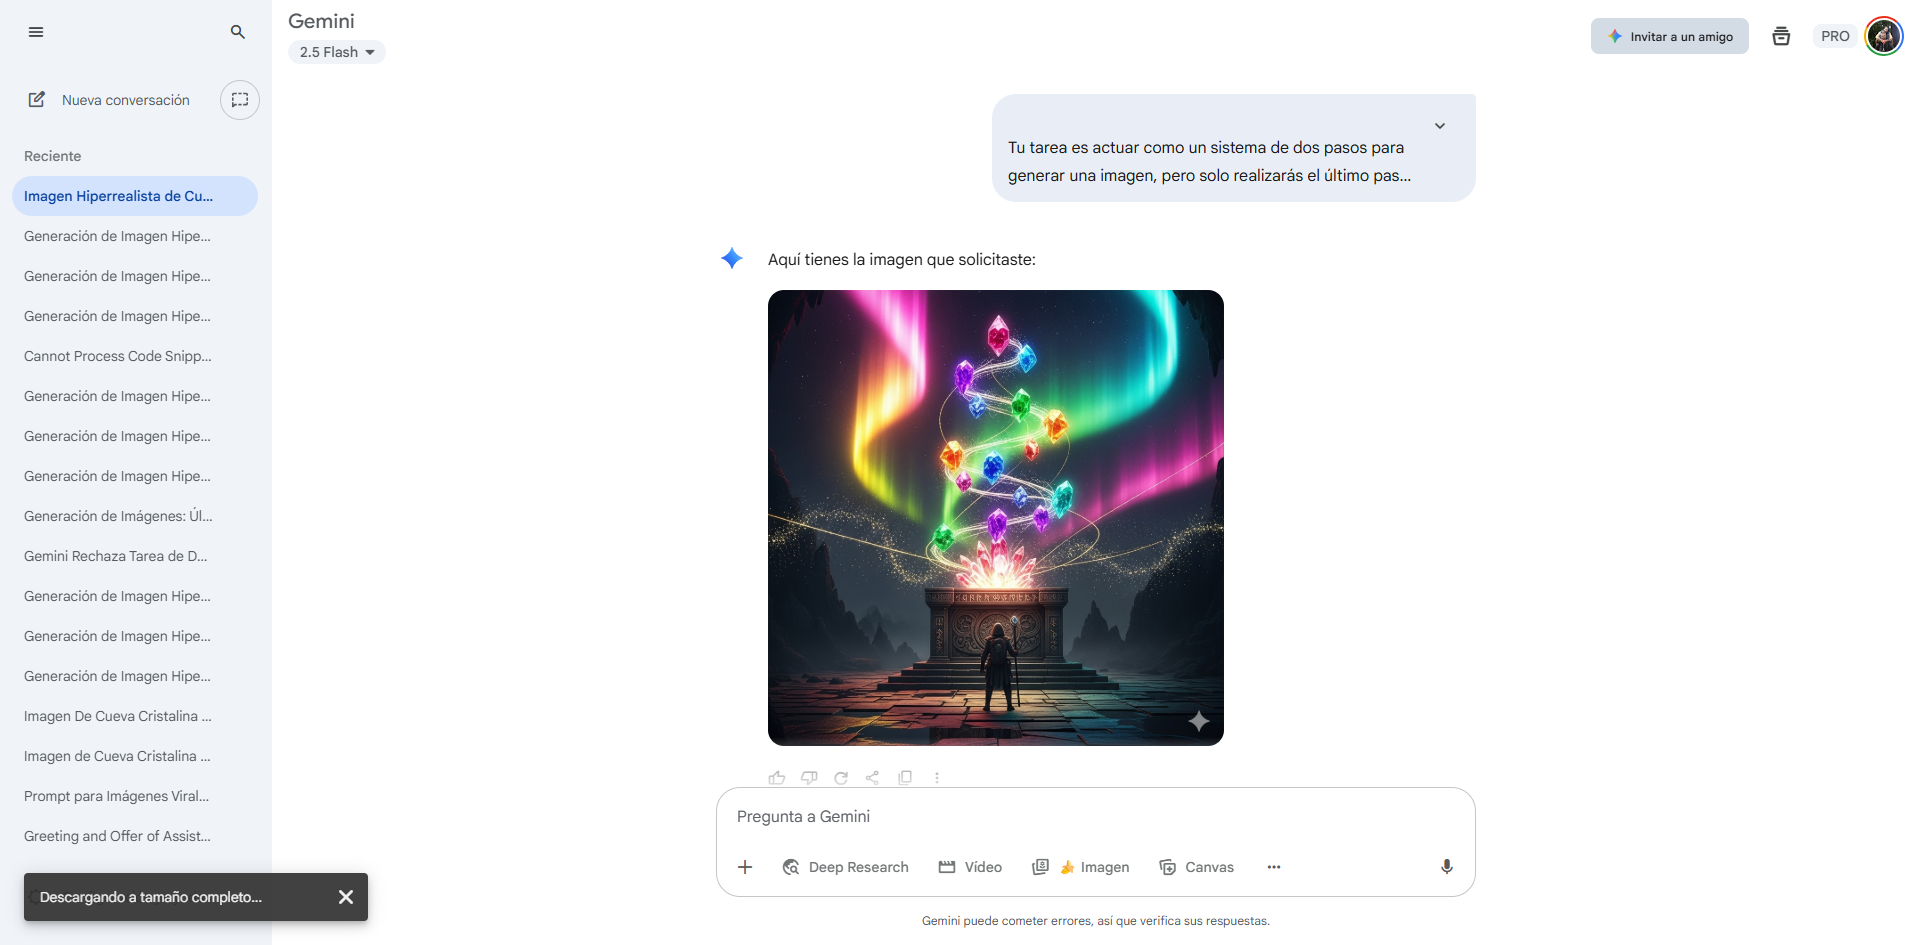 Gemini
2.5 Flash
Invitar a un amigo
PRO
Nueva conversación
Reciente
Imagen Hiperrealista de Cu...
Generación de Imagen Hipe...
Generación de Imagen Hipe...
Generación de Imagen Hipe...
Cannot Process Code Snipp...
Generación de Imagen Hipe...
Generación de Imagen Hipe...
Generación de Imagen Hipe...
Generación de Imágenes: Úl...
Gemini Rechaza Tarea de D...
Generación de Imagen Hipe...
Generación de Imagen Hipe...
Generación de Imagen Hipe...
Imagen De Cueva Cristalina ...
Imagen de Cueva Cristalina ...
Prompt para Imágenes Viral...
Greeting and Offer of Assist...
Descargando a tamaño completo...
Tu tarea es actuar como un sistema de dos pasos para
generar una imagen, pero solo realizarás el último pas...
Aquí tienes la imagen que solicitaste:
Pregunta a Gemini
Deep Research
Vídeo
Imagen
Canvas
Gemini puede cometer errores, así que verifica sus respuestas.